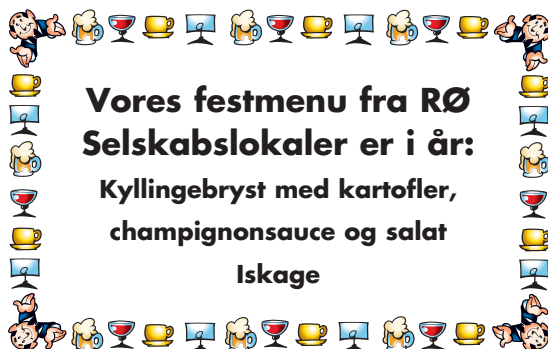 Vores festmenu fra RØ
Selskabslokaler er i år:
Kyllingebryst med kartofler,
champignonsauce og salat
Iskage